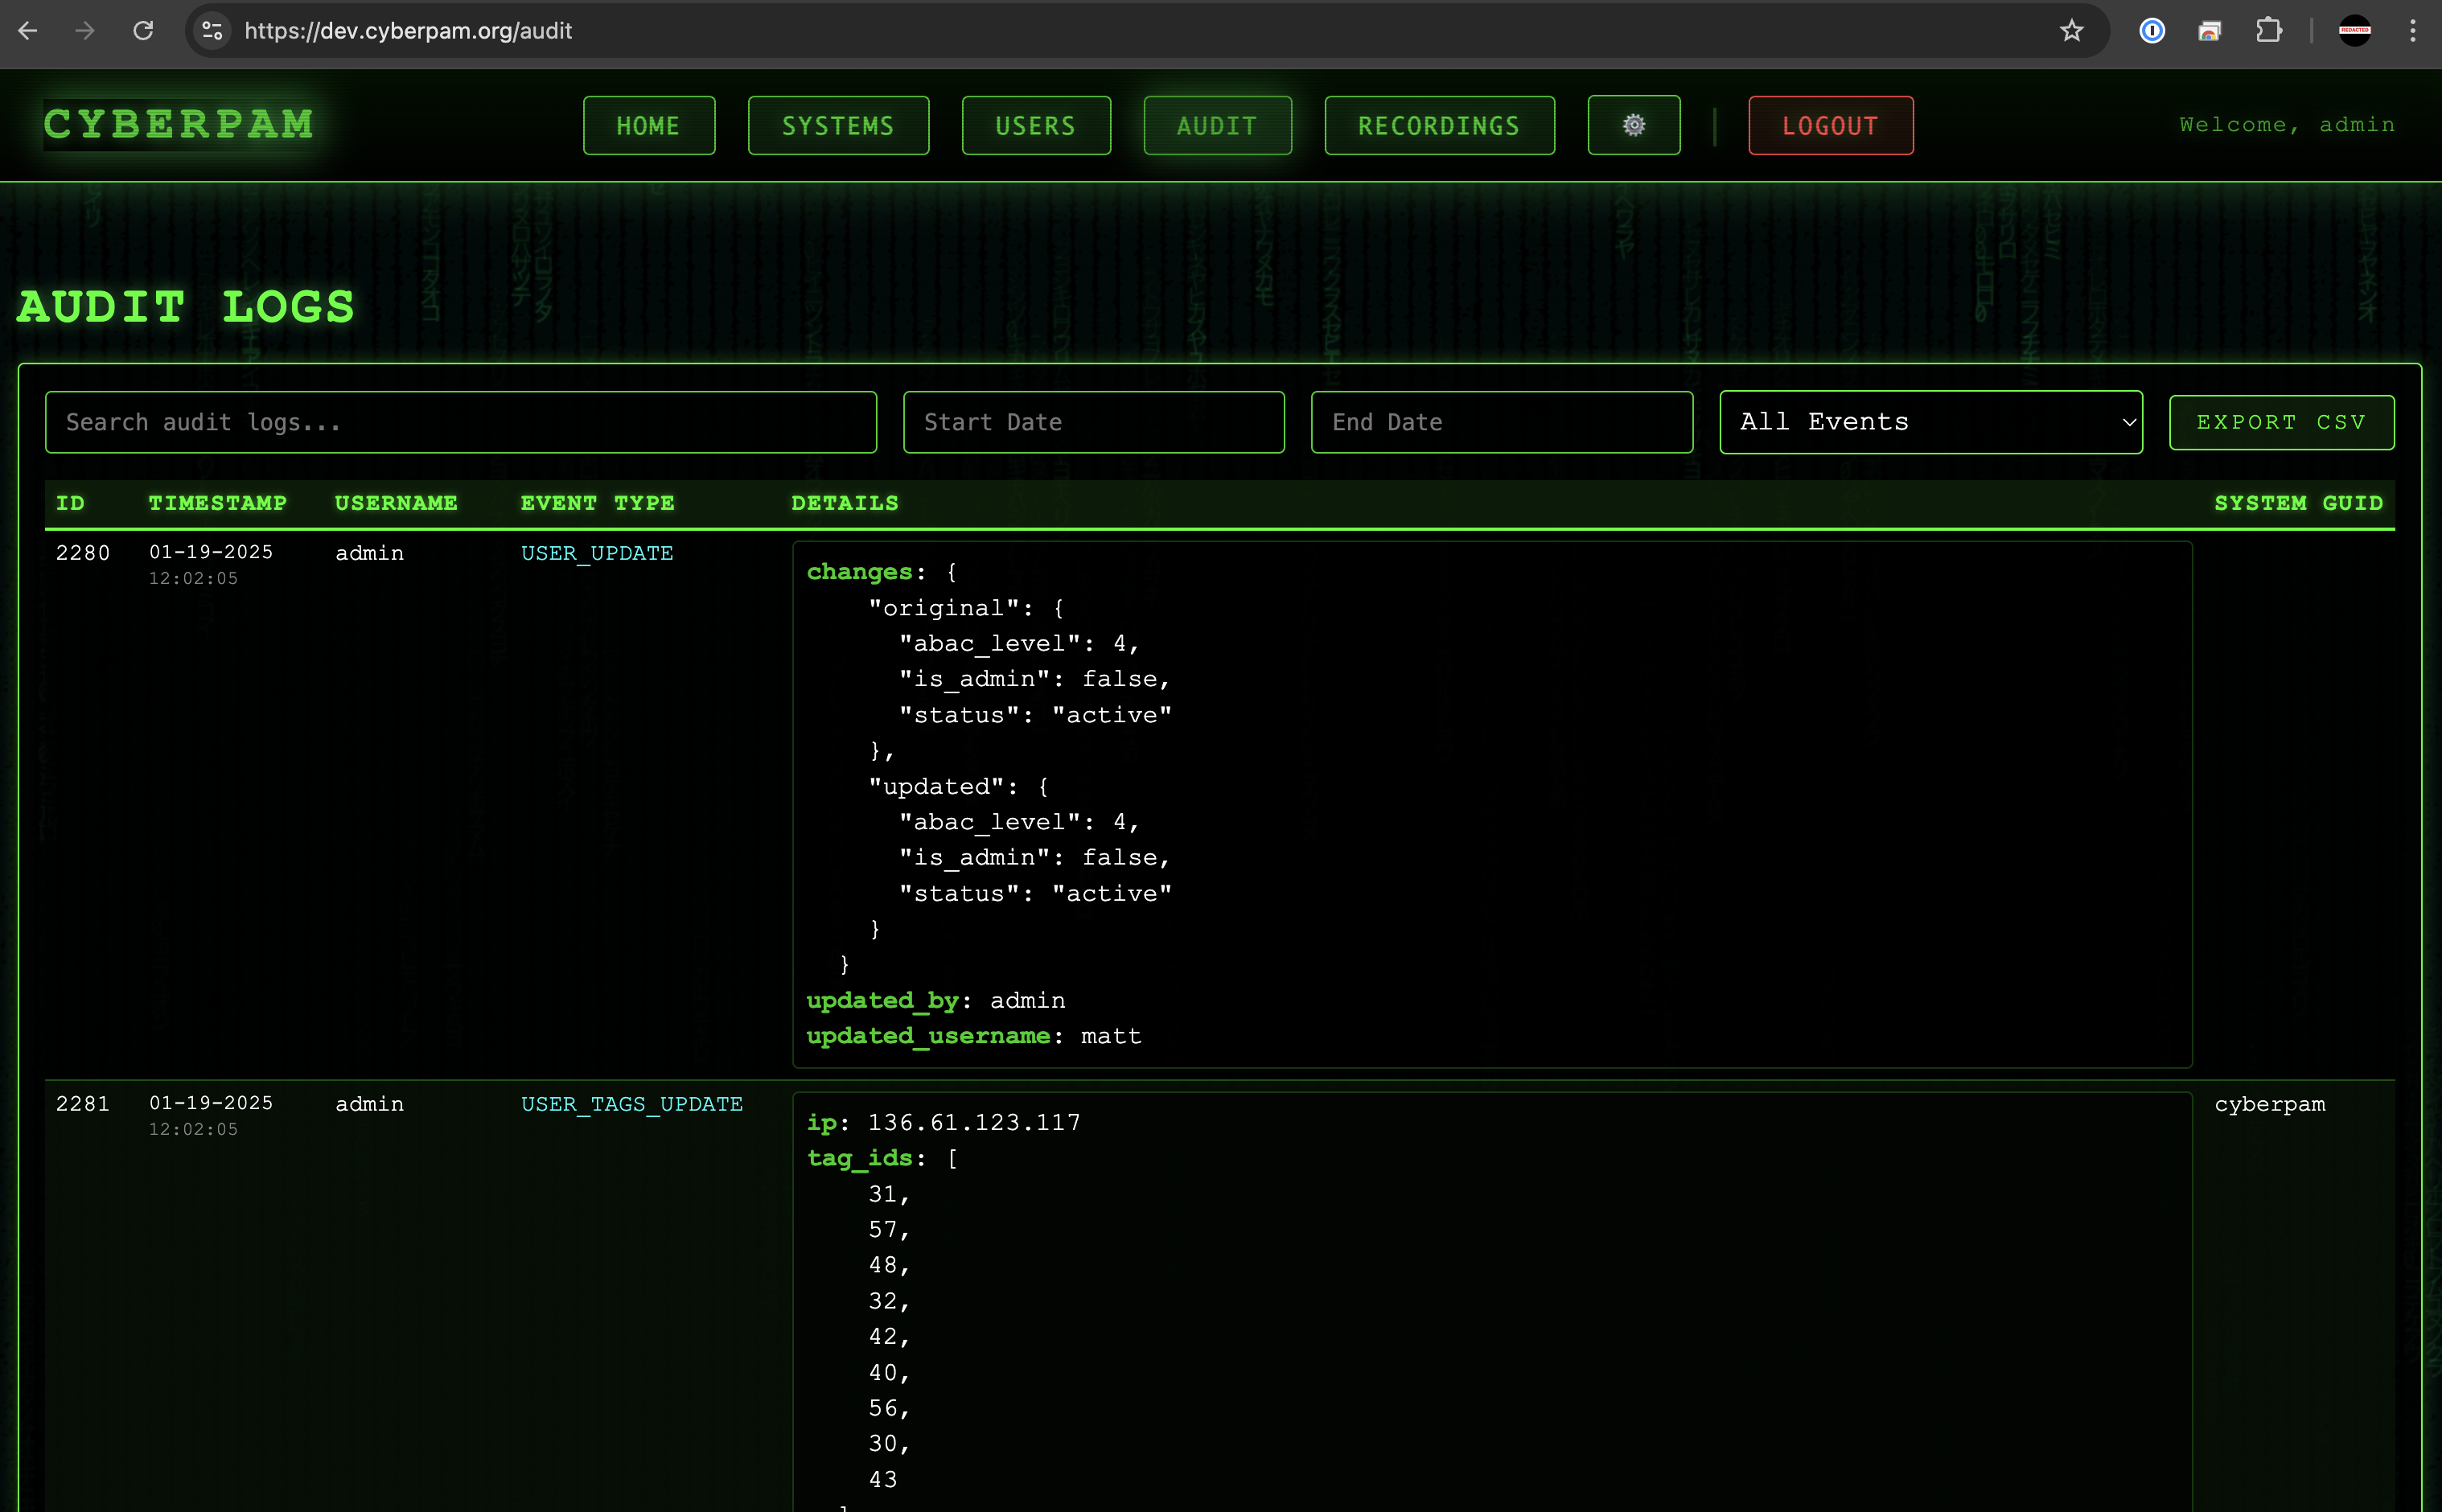 https://dev.cyberpam.org/audit
REDACTED
CYBERPAM
HOME
SYSTEMS
USERS
AUDIT
RECORDINGS
LOGOUT
Welcome, admin
AUDIT LOGS
Search audit logs...
Start Date
End Date
All Events
EXPORT CSV
ID TIMESTAMP USERNAME EVENT TYPE DETAILS SYSTEM GUID
2280 01-19-2025 admin USER_UPDATE
12:02:05
changes: {
"original": {
"abac_level": 4,
"is_admin": false,
"status": "active"
},
"updated": {
"abac_level": 4,
"is_admin": false,
"status": "active"
}
}
updated_by: admin
updated_username: matt
2281 01-19-2025 admin USER_TAGS_UPDATE cyberpam
12:02:05
ip: 136.61.123.117
tag_ids: [
31,
57,
48,
32,
42,
40,
56,
30,
43